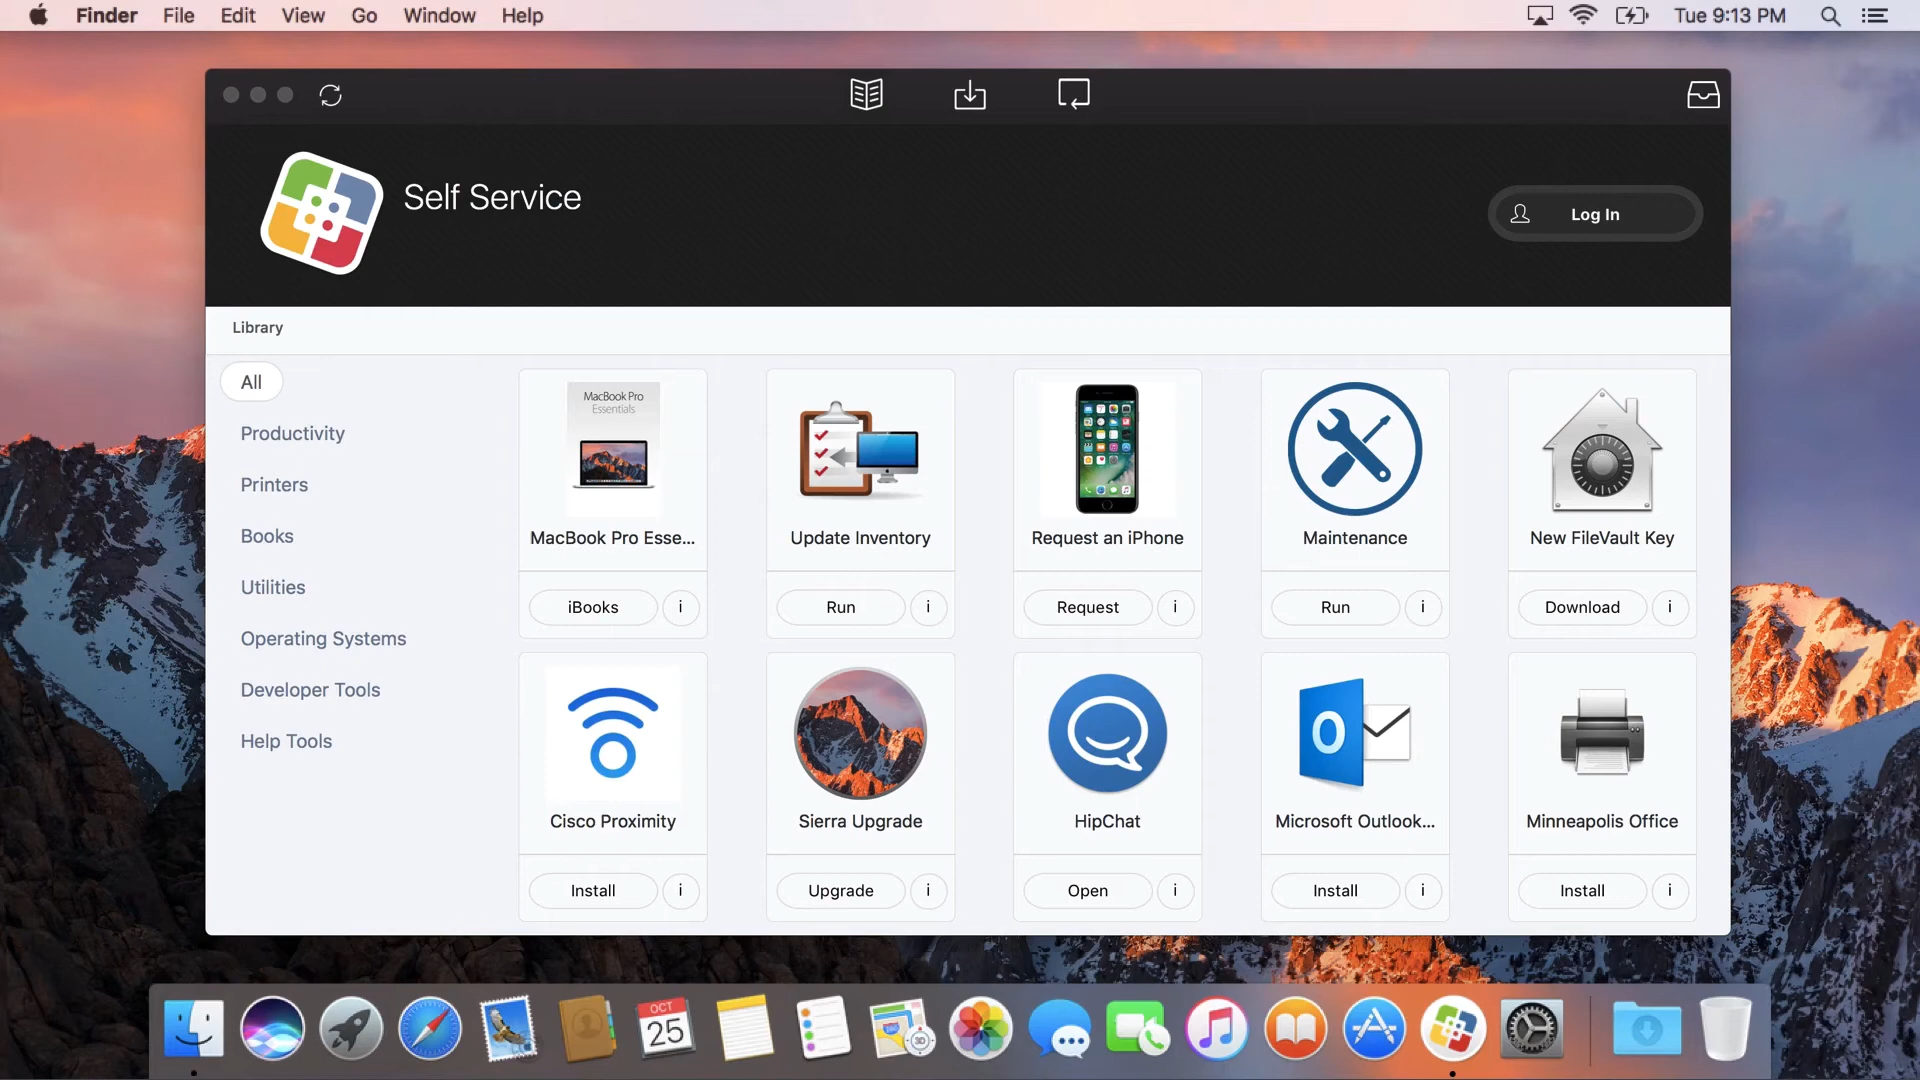 Finder File Edit View Go Window Help Tue 9:13 PM
Self Service
Log In
Library
All
Productivity
Printers
Books
Utilities
Operating Systems
Developer Tools
Help Tools
MacBook Pro
Essentials
MacBook Pro Esse...
Update Inventory
Request an iPhone
Maintenance
New FileVault Key
iBooks i
Run i
Request i
Run i
Download i
Cisco Proximity
Sierra Upgrade
HipChat
O
Microsoft Outlook...
Minneapolis Office
Install i
Upgrade i
Open i
Install i
Install i
OCT
25
3D